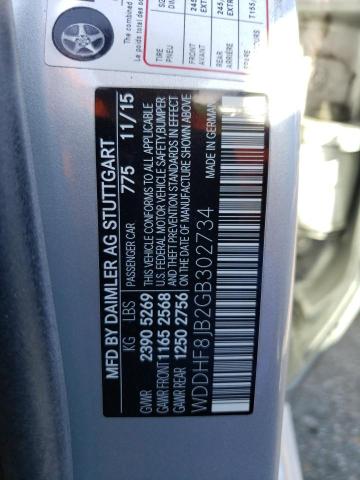 MFD BY DAIMLER AG STUTTGART
PASSENGER CAR 775 11/15
KG LBS THIS VEHICLE CONFORMS TO ALL APPLICABLE
GVWR 2390 5269 U.S. FEDERAL MOTOR VEHICLE SAFETY,BUMPER
GAWR FRONT 1165 2568 THEFT PREVENTION STANDARDS IN EFFECT
GAWR REAR 1250 2756 ON THE DATE OF MANUFACTURE SHOWN ABOVE
WDDHF8JB2GB302734 MADE IN GERMANY
TIRE
PNEU
FRONT
AVANT
REAR
ARRIERE